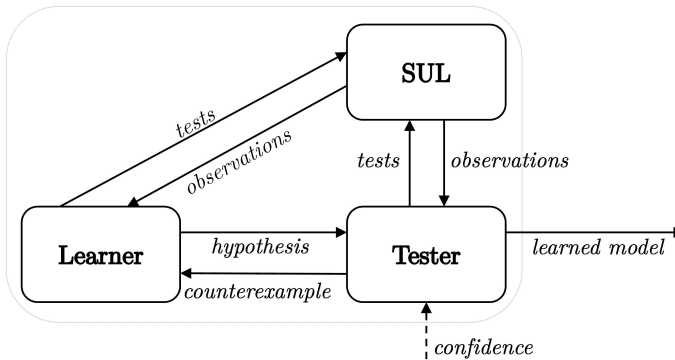 SUL
tests
observations
tests
observations
Learner
hypothesis
Tester
learned model
counterexample
confidence